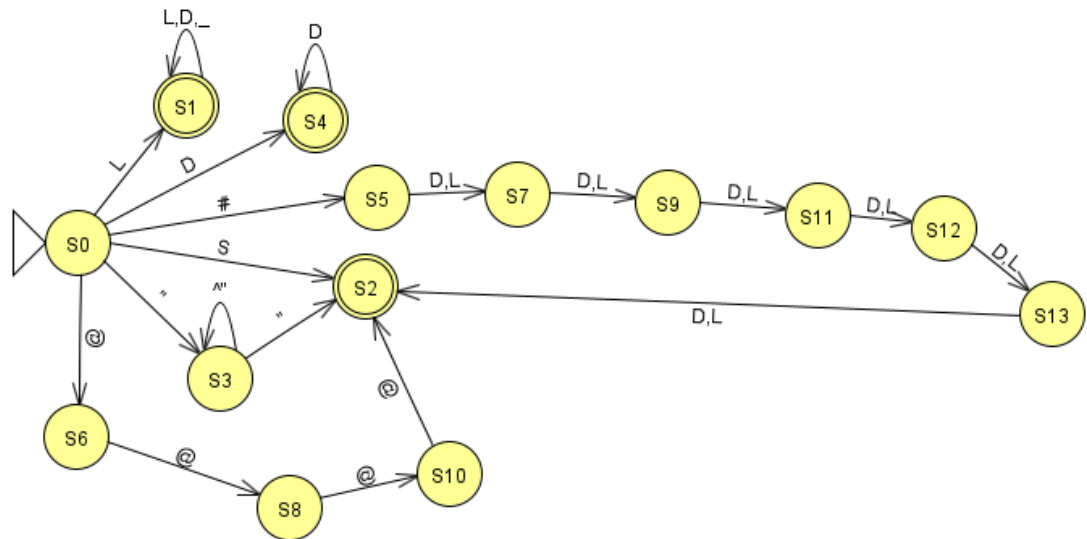 L,D,_
D
S1
S4
L
D
#
S5
D,L
S7
D,L
S9
D,L
S11
D,L
S12
D,L
S13
D,L
S0
S
S2
"
^"
"
S3
@
S6
@
S8
@
S10
@